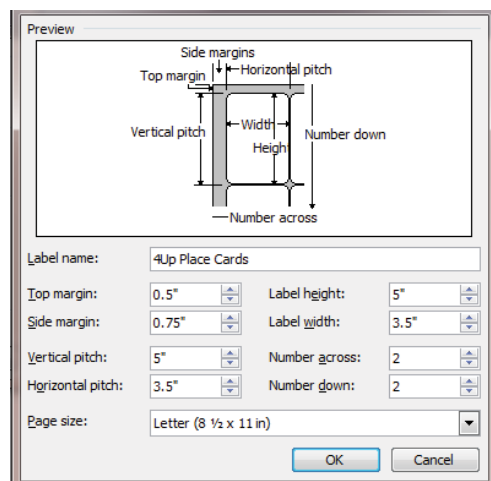 Preview
Side margins
Horizontal pitch
Top margin
Vertical pitch
Width
Number down
Height
Number across
Label name: 4Up Place Cards
Top margin: 0.5" Label height: 5"
Side margin: 0.75" Label width: 3.5"
Vertical pitch: 5" Number across: 2
Horizontal pitch: 3.5" Number down: 2
Page size: Letter (8 ½ x 11 in)
OK Cancel